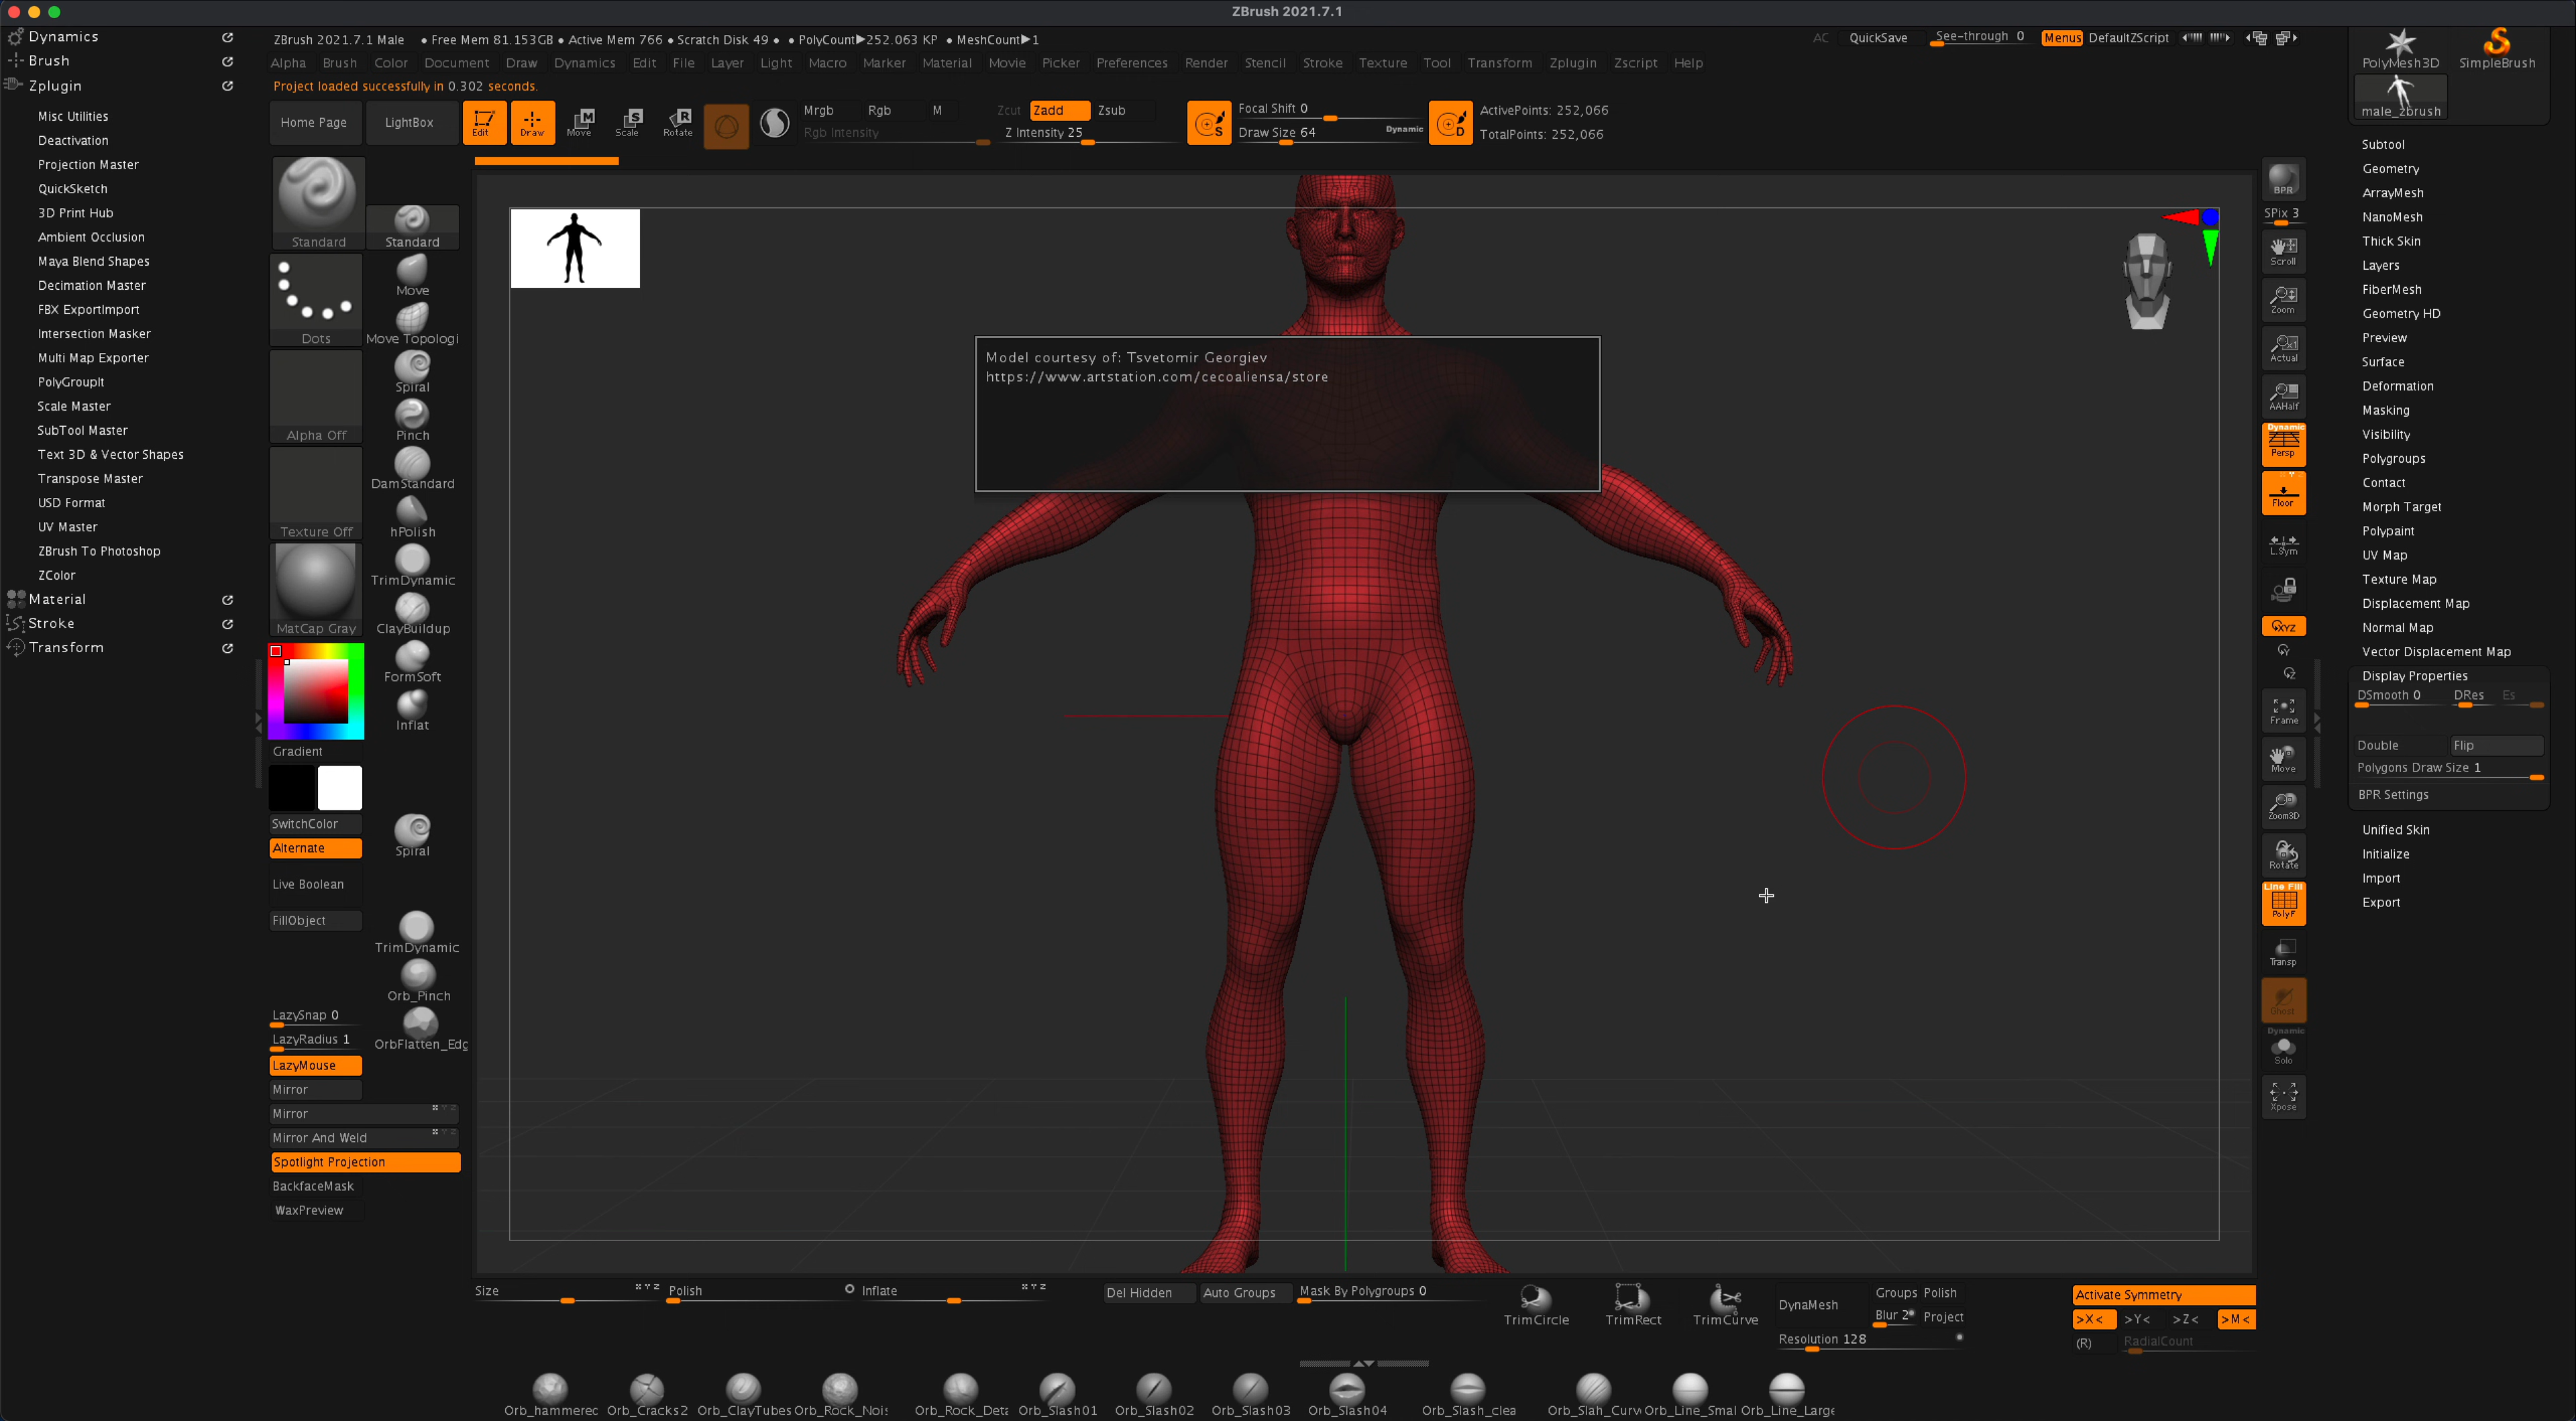 ZBrush 2021.7.1
Dynamics
Brush
Zplugin
Misc Utilities
Deactivation
Projection Master
QuickSketch
3D Print Hub
Ambient Occlusion
Maya Blend Shapes
Decimation Master
FBX ExportImport
Intersection Masker
Multi Map Exporter
PolyGroupIt
Scale Master
SubTool Master
Text 3D & Vector Shapes
Transpose Master
USD Format
UV Master
ZBrush To Photoshop
ZColor
Material
Stroke
Transform
ZBrush 2021.7.1 Male • Free Mem 81.153GB • Active Mem 766 • Scratch Disk 49 • • PolyCount▶252.063 KP • MeshCount▶1
AC QuickSave See-through 0 Menus DefaultZScript
Alpha Brush Color Document Draw Dynamics Edit File Layer Light Macro Marker Material Movie Picker Preferences Render Stencil Stroke Texture Tool Transform Zplugin Zscript Help
Project loaded successfully in 0.302 seconds.
Home Page LightBox Edit Draw Move Scale Rotate
Mrgb Rgb M
Rgb Intensity
Zcut Zadd Zsub
Z Intensity 25
Focal Shift 0
Draw Size 64 Dynamic
ActivePoints: 252,066
TotalPoints: 252,066
Standard
Dots
Alpha Off
Texture Off
MatCap Gray
Gradient
SwitchColor
Alternate
Live Boolean
FillObject
LazySnap 0
LazyRadius 1
LazyMouse
Mirror
Mirror
Mirror And Weld
Spotlight Projection
BackfaceMask
WaxPreview
Standard
Move
Move Topologi
Spiral
Pinch
DamStandard
hPolish
TrimDynamic
ClayBuildup
FormSoft
Inflat
Spiral
TrimDynamic
Orb_Pinch
OrbFlatten_Edg
Model courtesy of: Tsvetomir Georgiev
https://www.artstation.com/cecoaliensa/store
BPR
SPix 3
Scroll
Zoom
Actual
AAHalf
Dynamic
Persp
Floor
L.Sym
XYZ
Frame
Move
Zoom3D
Rotate
Line Fill
PolyF
Transp
Ghost
Dynamic
Solo
Xpose
PolyMesh3D SimpleBrush
male_zbrush
Subtool
Geometry
ArrayMesh
NanoMesh
Thick Skin
Layers
FiberMesh
Geometry HD
Preview
Surface
Deformation
Masking
Visibility
Polygroups
Contact
Morph Target
Polypaint
UV Map
Texture Map
Displacement Map
Normal Map
Vector Displacement Map
Display Properties
DSmooth 0 DRes Es
Double Flip
Polygons Draw Size 1
BPR Settings
Unified Skin
Initialize
Import
Export
Size Polish Inflate
Del Hidden Auto Groups Mask By Polygroups 0
TrimCircle TrimRect TrimCurve
DynaMesh Groups Polish
Blur 2 Project
Resolution 128
Activate Symmetry
>X< >Y< >Z< >M<
(R) RadialCount
Orb_hammerec Orb_Cracks2 Orb_ClayTubes Orb_Rock_Nois Orb_Rock_Deta Orb_Slash01 Orb_Slash02 Orb_Slash03 Orb_Slash04 Orb_Slash_clea Orb_Slah_Curv Orb_Line_Smal Orb_Line_Large